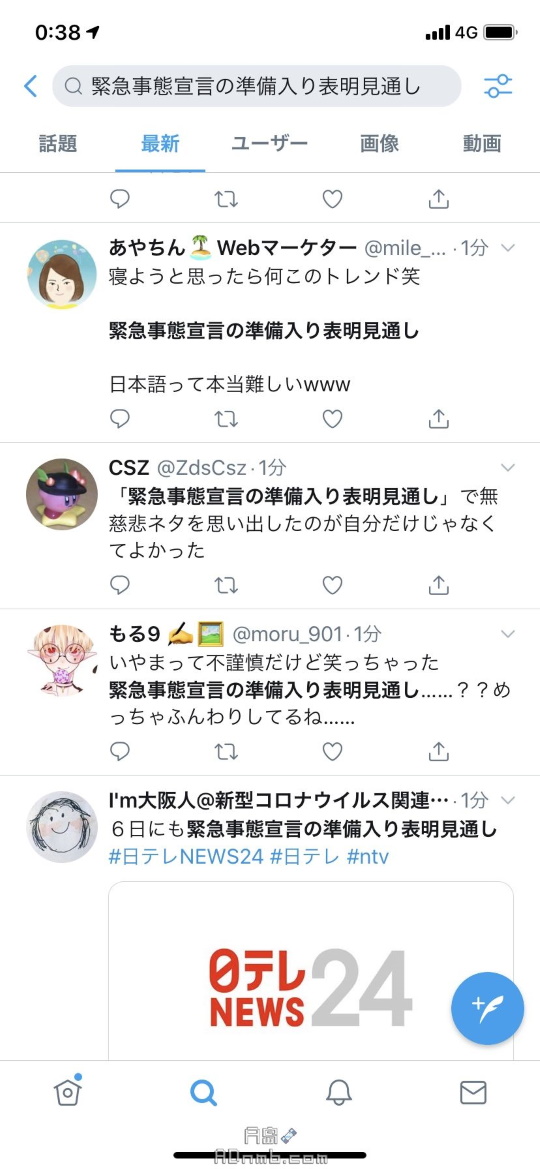 0:38
4G
緊急事態宣言の準備入り表明見通し
話題 最新 ユーザー 画像 動画
あやちん🏝️Webマーケター @mile_... · 1分
寝ようと思ったら何このトレンド笑
緊急事態宣言の準備入り表明見通し
日本語って本当難しいwww
CSZ @ZdsCsz · 1分
「緊急事態宣言の準備入り表明見通し」で無
慈悲ネタを思い出したのが自分だけじゃなく
てよかった
もる9 ✍️🖼️ @moru_901 · 1分
いやまって不謹慎だけど笑っちゃった
緊急事態宣言の準備入り表明見通し……？？め
っちゃふんわりしてるね……
I'm大阪人@新型コロナウイルス関連… · 1分
６日にも緊急事態宣言の準備入り表明見通し
#日テレNEWS24 #日テレ #ntv
日テレ
NEWS 24
ADnmb.com